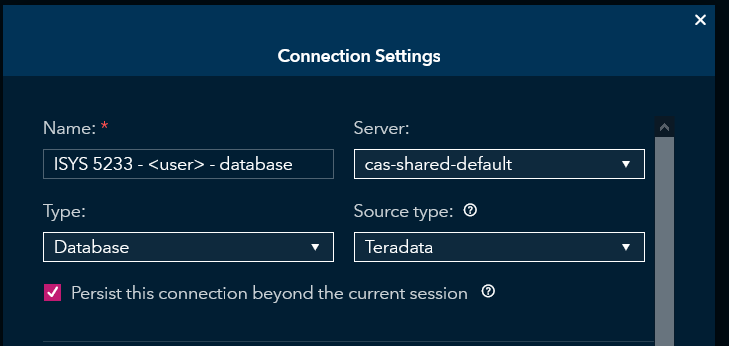 Connection Settings
Name: *
Server:
ISYS 5233 - <user> - database
cas-shared-default
Type:
Source type:
Database
Teradata
Persist this connection beyond the current session